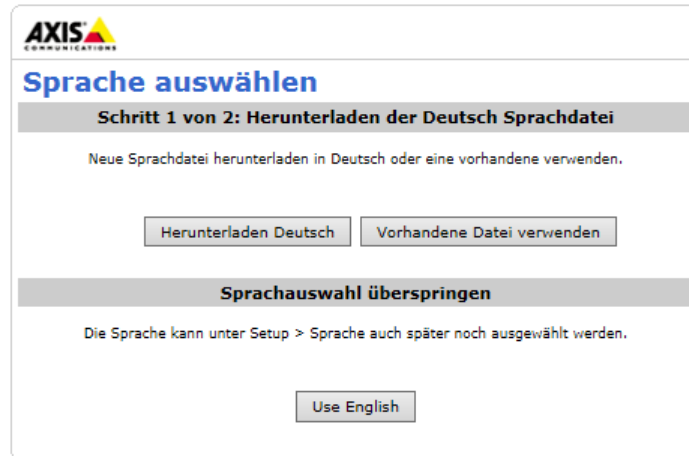 AXIS
COMMUNICATIONS
Sprache auswählen
Schritt 1 von 2: Herunterladen der Deutsch Sprachdatei
Neue Sprachdatei herunterladen in Deutsch oder eine vorhandene verwenden.
Herunterladen Deutsch Vorhandene Datei verwenden
Sprachauswahl überspringen
Die Sprache kann unter Setup > Sprache auch später noch ausgewählt werden.
Use English